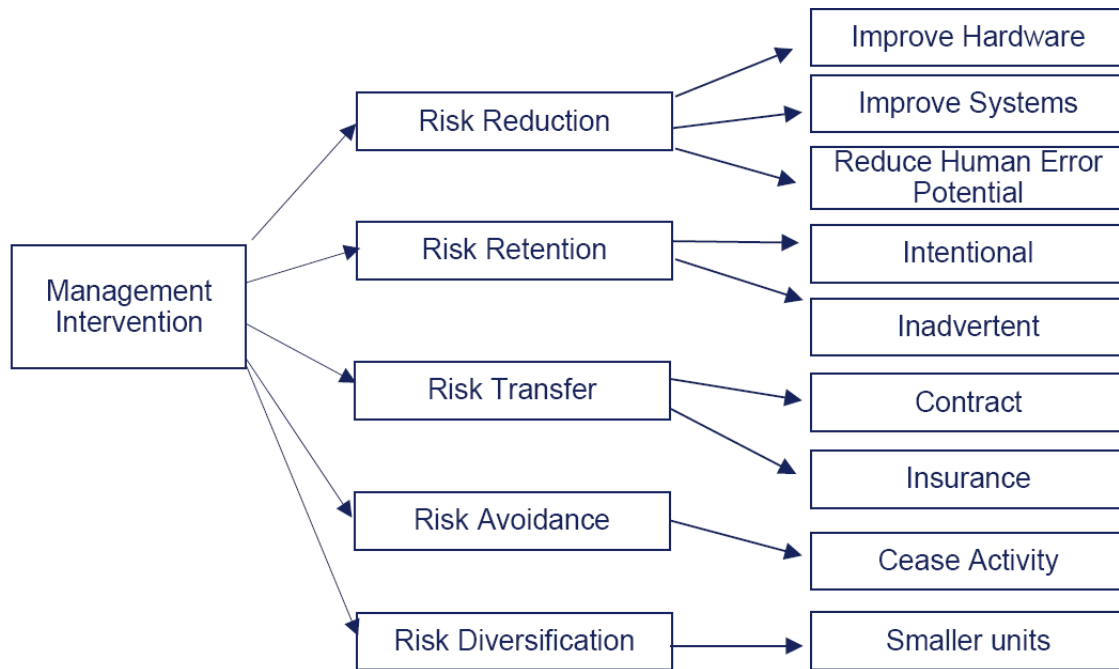 Management
Intervention
Risk Reduction
Risk Retention
Risk Transfer
Risk Avoidance
Risk Diversification
Improve Hardware
Improve Systems
Reduce Human Error
Potential
Intentional
Inadvertent
Contract
Insurance
Cease Activity
Smaller units